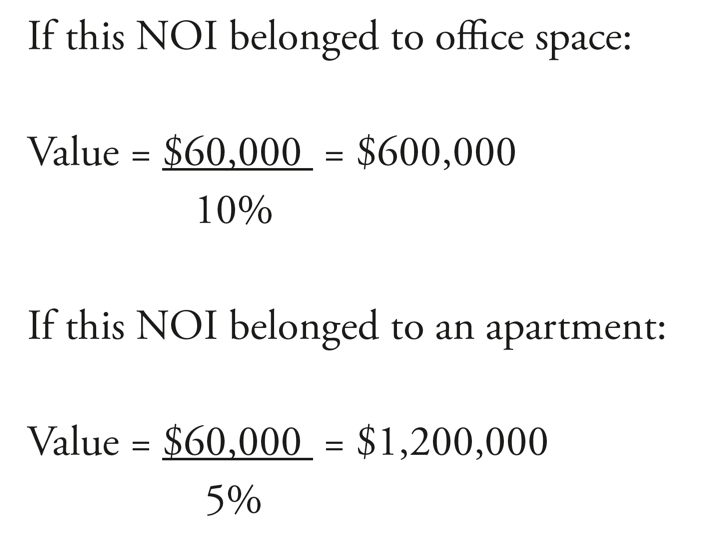 If this NOI belonged to office space:
Value = $60,000 = $600,000
10%
If this NOI belonged to an apartment:
Value = $60,000 = $1,200,000
5%